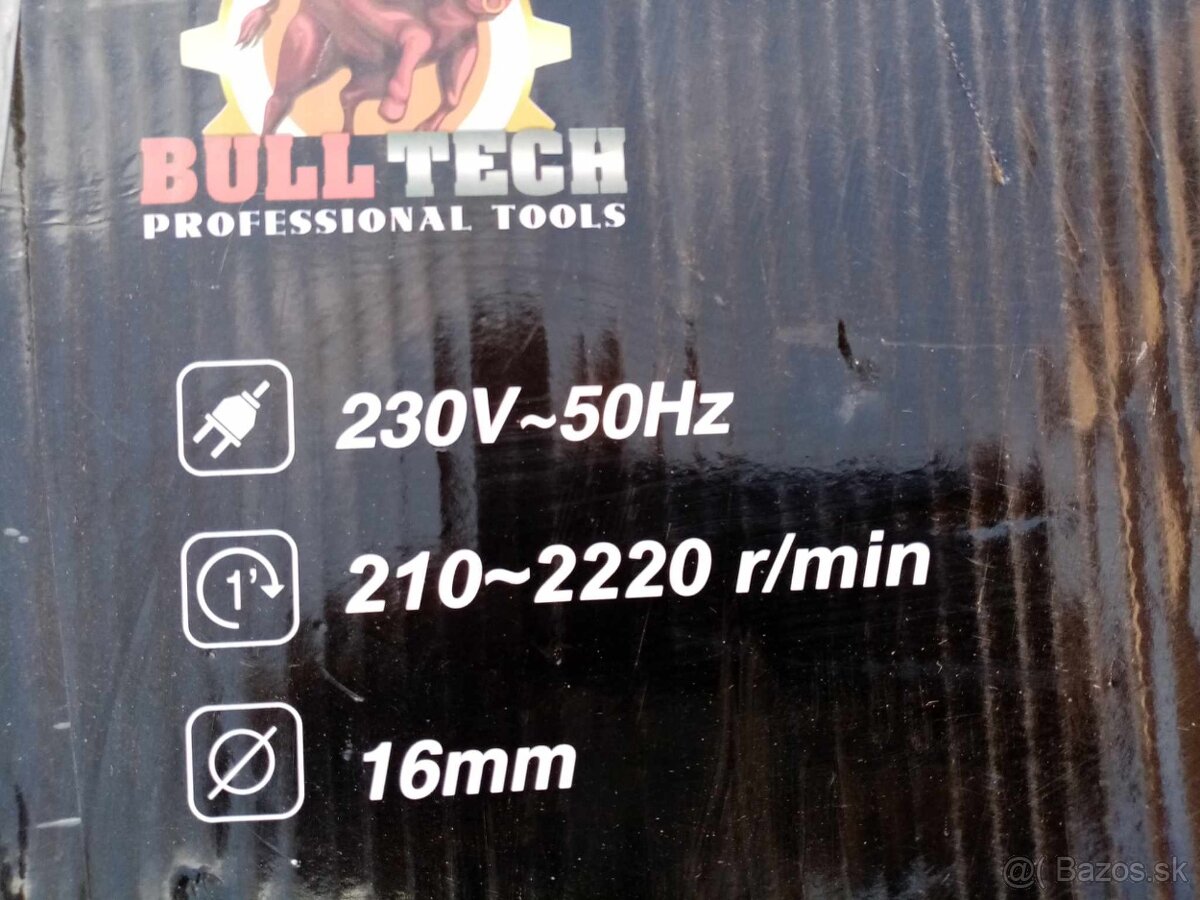 BULL TECH
PROFESSIONAL TOOLS
230V~50Hz
1'
210~2220 r/min
16mm
@( Bazos.sk